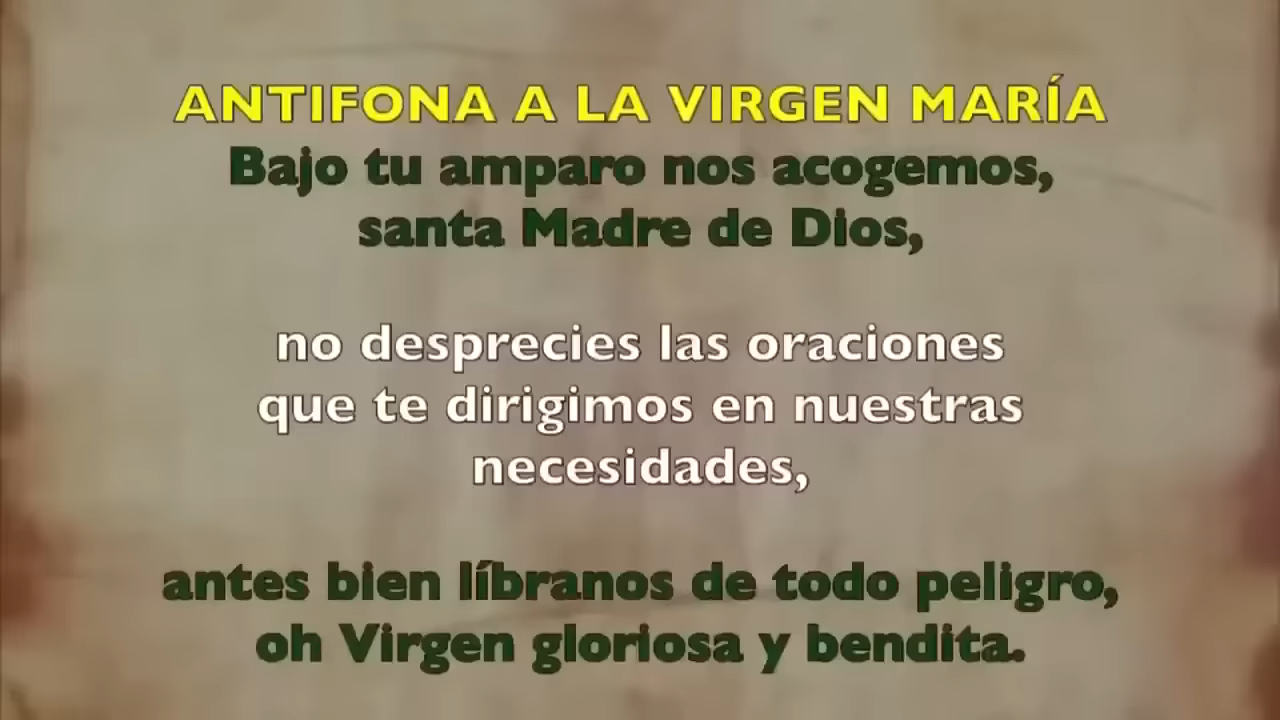 ANTIFONA A LA VIRGEN MARÍA
Bajo tu amparo nos acogemos,
santa Madre de Dios,
no desprecies las oraciones
que te dirigimos en nuestras
necesidades,
antes bien líbranos de todo peligro,
oh Virgen gloriosa y bendita.